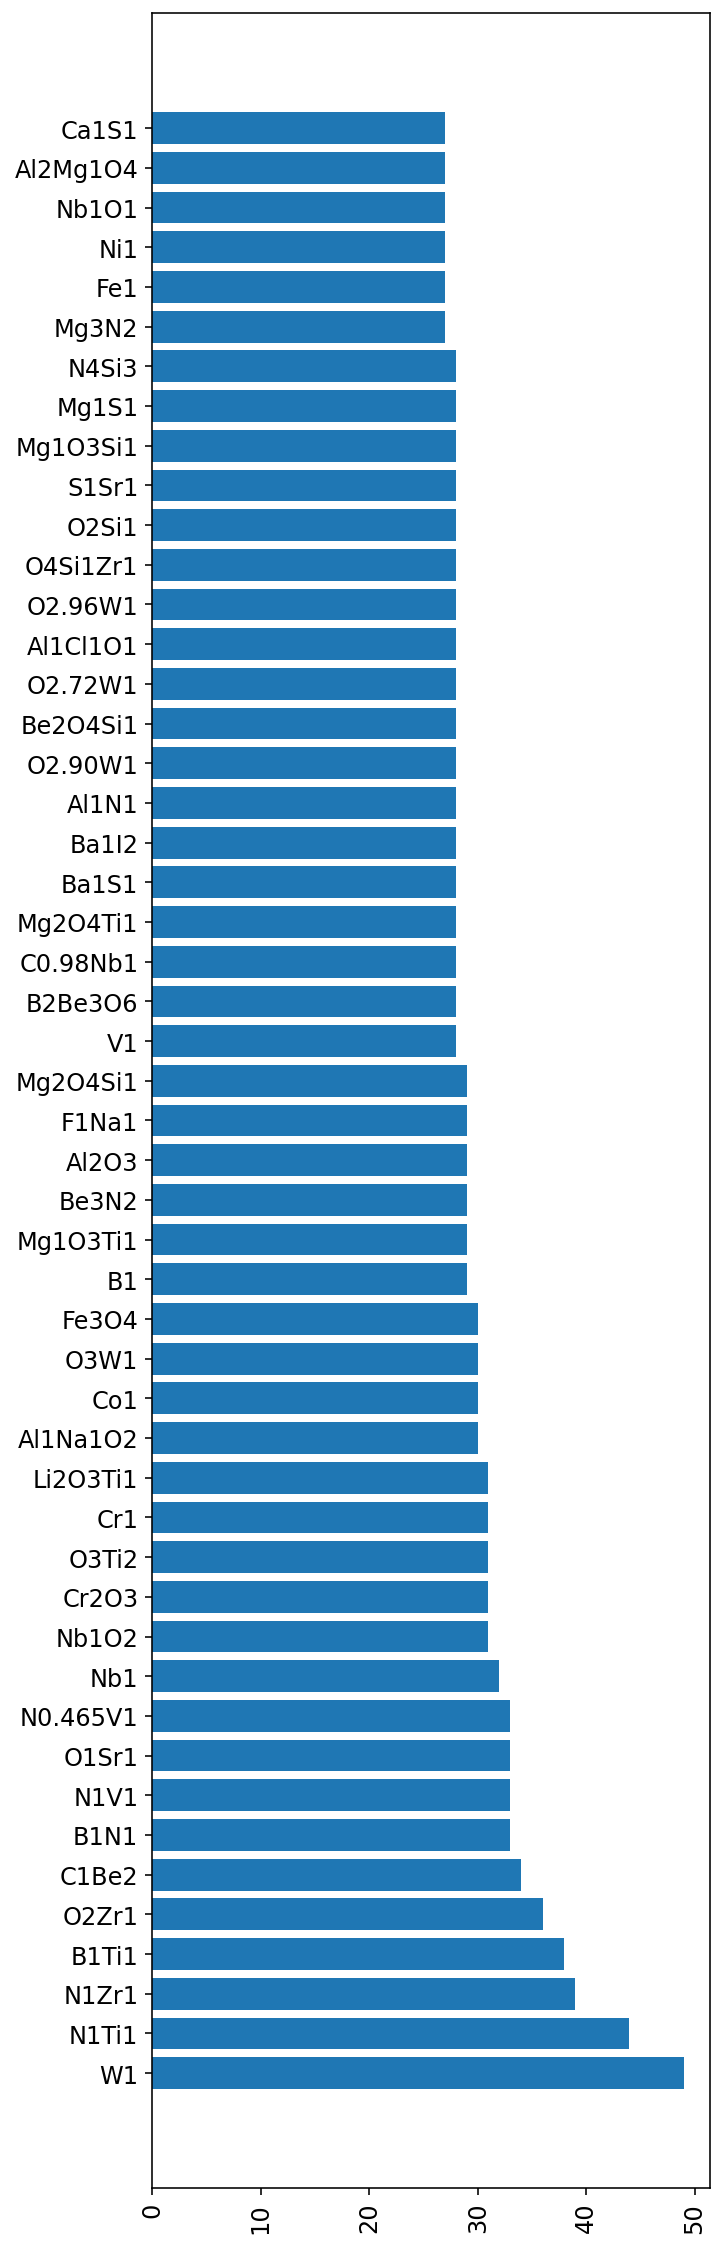 Ca1S1
Al2Mg1O4
Nb1O1
Ni1
Fe1
Mg3N2
N4Si3
Mg1S1
Mg1O3Si1
S1Sr1
O2Si1
O4Si1Zr1
O2.96W1
Al1Cl1O1
O2.72W1
Be2O4Si1
O2.90W1
Al1N1
Ba1I2
Ba1S1
Mg2O4Ti1
C0.98Nb1
B2Be3O6
V1
Mg2O4Si1
F1Na1
Al2O3
Be3N2
Mg1O3Ti1
B1
Fe3O4
O3W1
Co1
Al1Na1O2
Li2O3Ti1
Cr1
O3Ti2
Cr2O3
Nb1O2
Nb1
N0.465V1
O1Sr1
N1V1
B1N1
C1Be2
O2Zr1
B1Ti1
N1Zr1
N1Ti1
W1
0 10 20 30 40 50